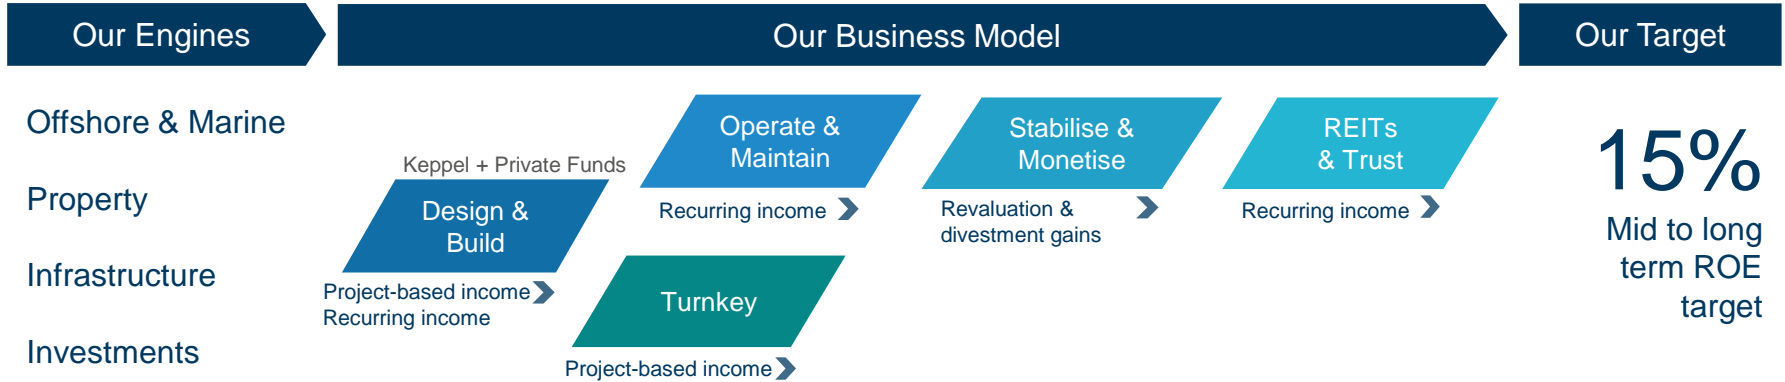 Our Engines
Our Business Model
Our Target
Offshore & Marine
Property
Infrastructure
Investments
Keppel + Private Funds
Design &
Build
Project-based income
Recurring income
Operate &
Maintain
Recurring income
Turnkey
Project-based income
Stabilise &
Monetise
Revaluation &
divestment gains
REITs
& Trust
Recurring income
15%
Mid to long
term ROE
target